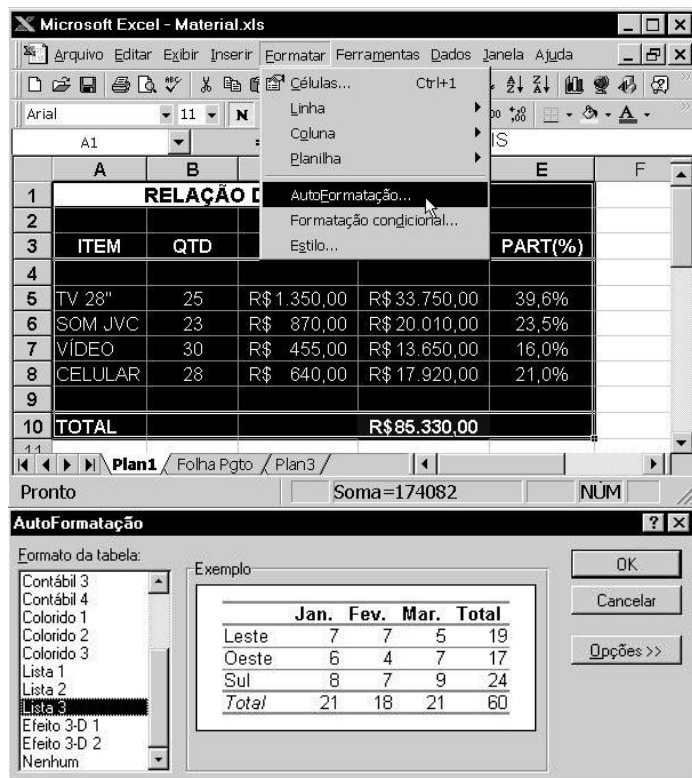 Microsoft Excel - Material.xls
Arquivo Editar Exibir Inserir Formatar Ferramentas Dados Janela Ajuda
Arial 11 N
Células... Ctrl+1
Linha
Coluna
Planilha
AutoFormatação...
Formatação condicional...
Estilo...
A1 = IS
A B E F
1 RELAÇÃO D
2
3 ITEM QTD PART(%)
4
5 TV 28" 25 R$ 1.350,00 R$ 33.750,00 39,6%
6 SOM JVC 23 R$ 870,00 R$ 20.010,00 23,5%
7 VÍDEO 30 R$ 455,00 R$ 13.650,00 16,0%
8 CELULAR 28 R$ 640,00 R$ 17.920,00 21,0%
9
10 TOTAL R$ 85.330,00
11
Plan1 Folha Pgto Plan3
Pronto Soma=174082 NÚM
AutoFormatação
Formato da tabela:
Contábil 3
Contábil 4
Colorido 1
Colorido 2
Colorido 3
Lista 1
Lista 2
Lista 3
Efeito 3-D 1
Efeito 3-D 2
Nenhum
Exemplo
Jan. Fev. Mar. Total
Leste 7 7 5 19
Oeste 6 4 7 17
Sul 8 7 9 24
Total 21 18 21 60
OK
Cancelar
Opções >>